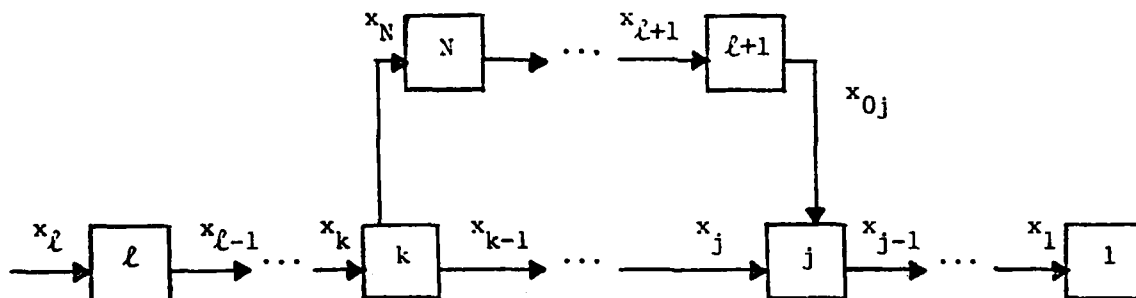 x_N N ... x_{ℓ+1} ℓ+1
x_{0j}
x_ℓ ℓ x_{ℓ-1} ... x_k k x_{k-1} ... x_j j x_{j-1} ... x_1 1